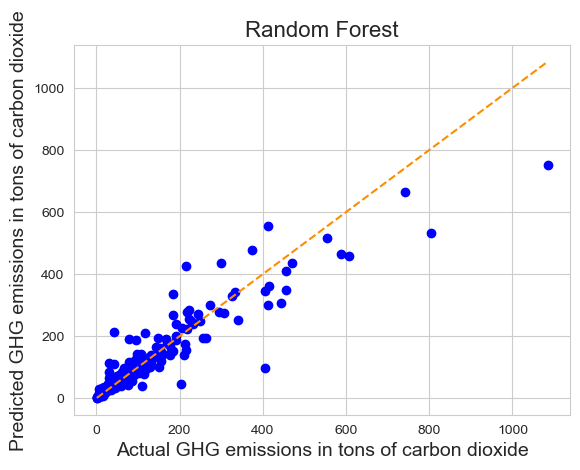 Random Forest
Predicted GHG emissions in tons of carbon dioxide
1000
800
600
400
200
0
0 200 400 600 800 1000
Actual GHG emissions in tons of carbon dioxide